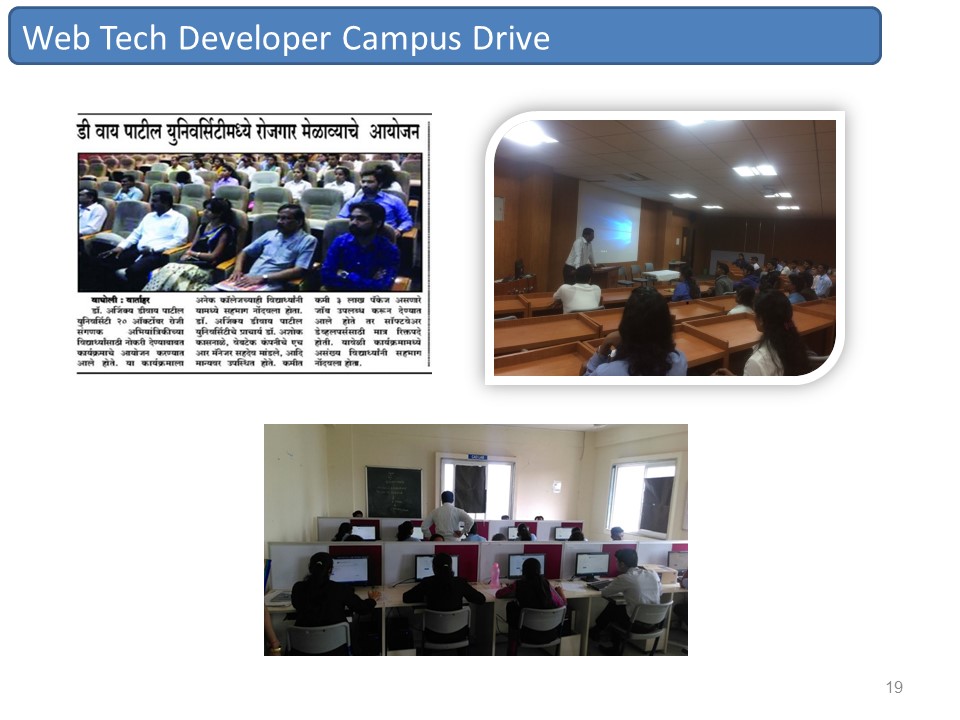 Web Tech Developer Campus Drive
डी वाय पाटील युनिवर्सिटीमध्ये रोजगार मेळाव्याचे आयोजन
वाघोली : वार्ताहर
डॉ. अजिंक्य डीवाय पाटील
युनिवर्सिटी २० ऑक्टोंबर रोजी
संगणक अभियांत्रिकीच्या
विद्यार्थ्यांसाठी नोकरी देण्याबाबत
कार्यक्रमाचे आयोजन करण्यात
आले होते. या कार्यक्रमाला
अनेक कॉलेजच्याही विद्यार्थ्यांनी
यामध्ये सहभाग नोंदवला होता.
डॉ. अजिंक्य डीवाय पाटील
युनिवर्सिटीचे प्राचार्य डॉ. अशोक
कासनाळे, वेबटेक कंपनीचे एच
आर मॅनेजर सहदेव मांडले, आदि
मान्यवर उपस्थित होते. कमीत
कमी ३ लाख पॅकेज असणारे
जॉब उपलब्ध करून देण्यात
आले होते तर सॉफ्टवेअर
डेव्हलपर्ससाठी मात्र रिक्तपदे
होती. यावेळी कार्यक्रमामध्ये
असंख्य विद्यार्थ्यांनी सहभाग
नोंदवला होता.
19